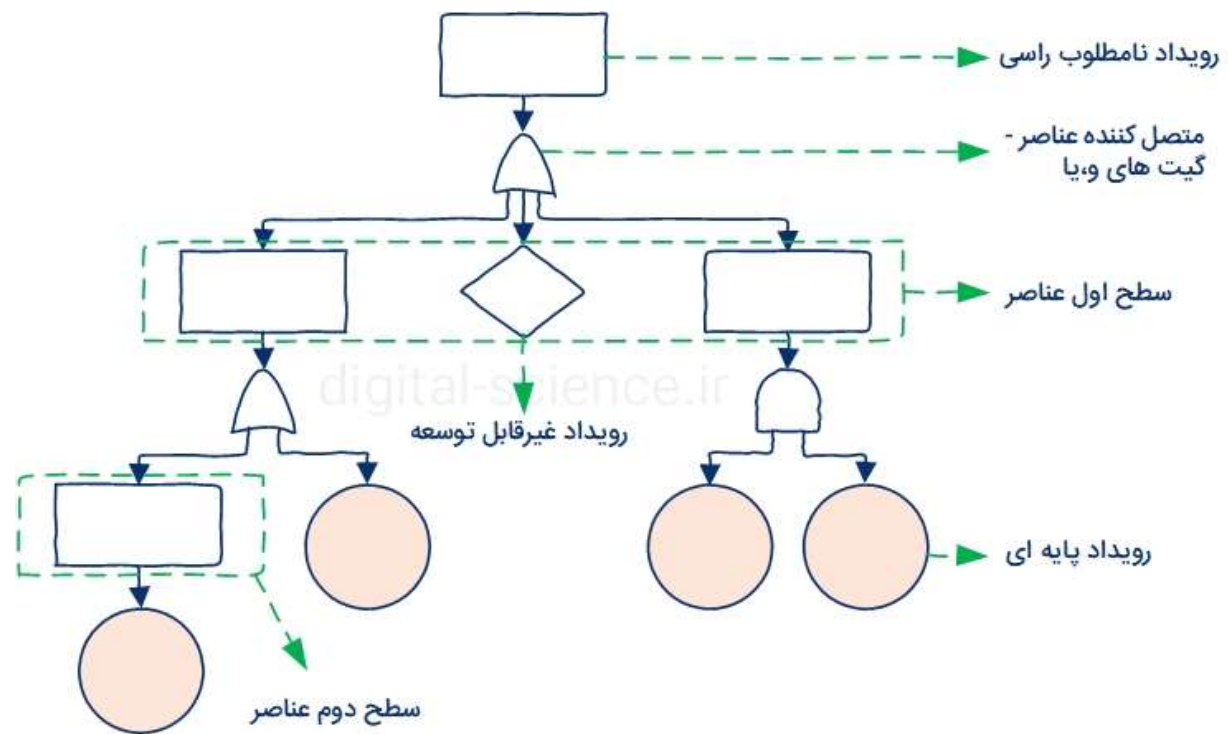 رویداد نامطلوب راسی
متصل کننده عناصر -
گیت های و،یا
سطح اول عناصر
digital-science.ir
رویداد غیرقابل توسعه
رویداد پایه ای
سطح دوم عناصر